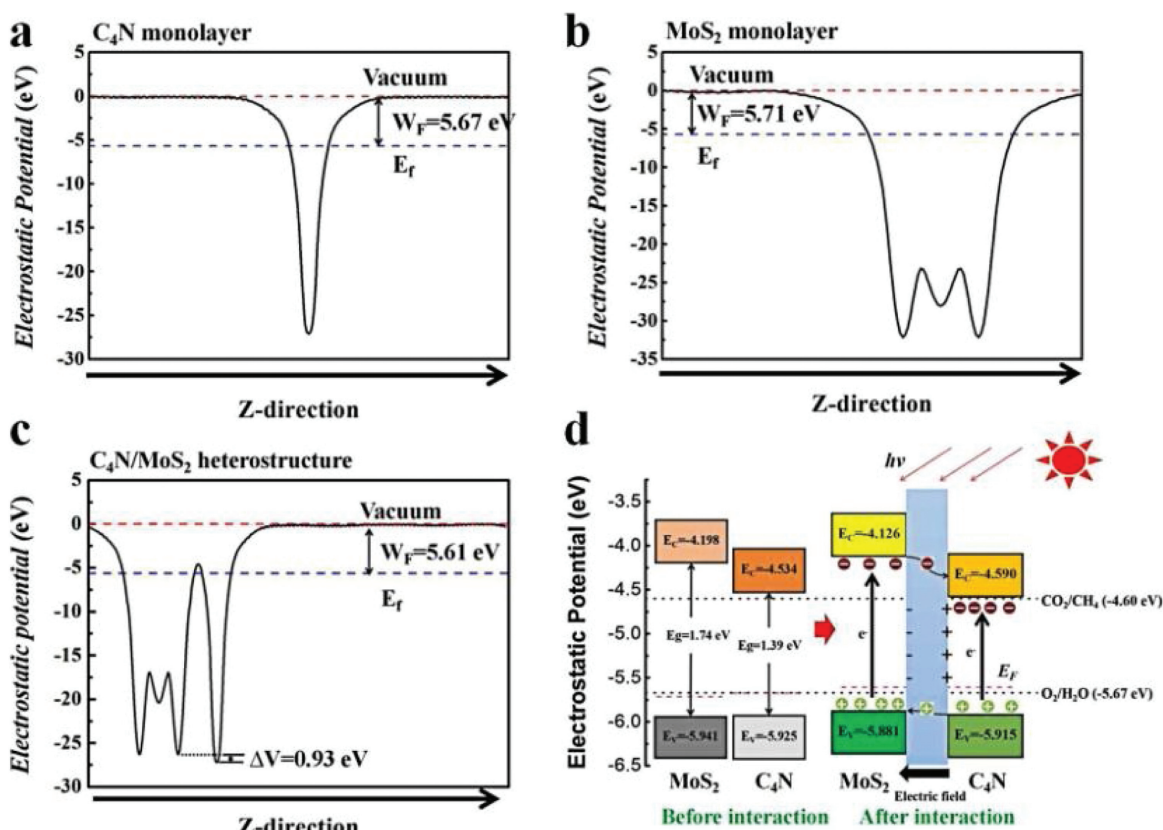 a
C₄N monolayer
5
0
-5
-10
-15
-20
-25
-30
Electrostatic Potential (eV)
Vacuum
W_F=5.67 eV
E_f
Z-direction
b
MoS₂ monolayer
5
0
-5
-10
-15
-20
-25
-30
-35
Electrostatic Potential (eV)
Vacuum
W_F=5.71 eV
E_f
Z-direction
c
C₄N/MoS₂ heterostructure
5
0
-5
-10
-15
-20
-25
-30
Electrostatic potential (eV)
Vacuum
W_F=5.61 eV
E_f
ΔV=0.93 eV
Z-direction
d
hv
-3.5
-4.0
-4.5
-5.0
-5.5
-6.0
-6.5
Electrostatic Potential (eV)
E_C=-4.198
E_C=-4.534
Eg=1.74 eV
Eg=1.39 eV
E_V=-5.941
E_V=-5.925
MoS₂
C₄N
Before interaction
E_C=-4.126
E_C=-4.590
CO₂/CH₄ (-4.60 eV)
e⁻
e⁻
E_F
O₂/H₂O (-5.67 eV)
E_V=-5.881
E_V=-5.915
MoS₂
C₄N
Electric field
After interaction